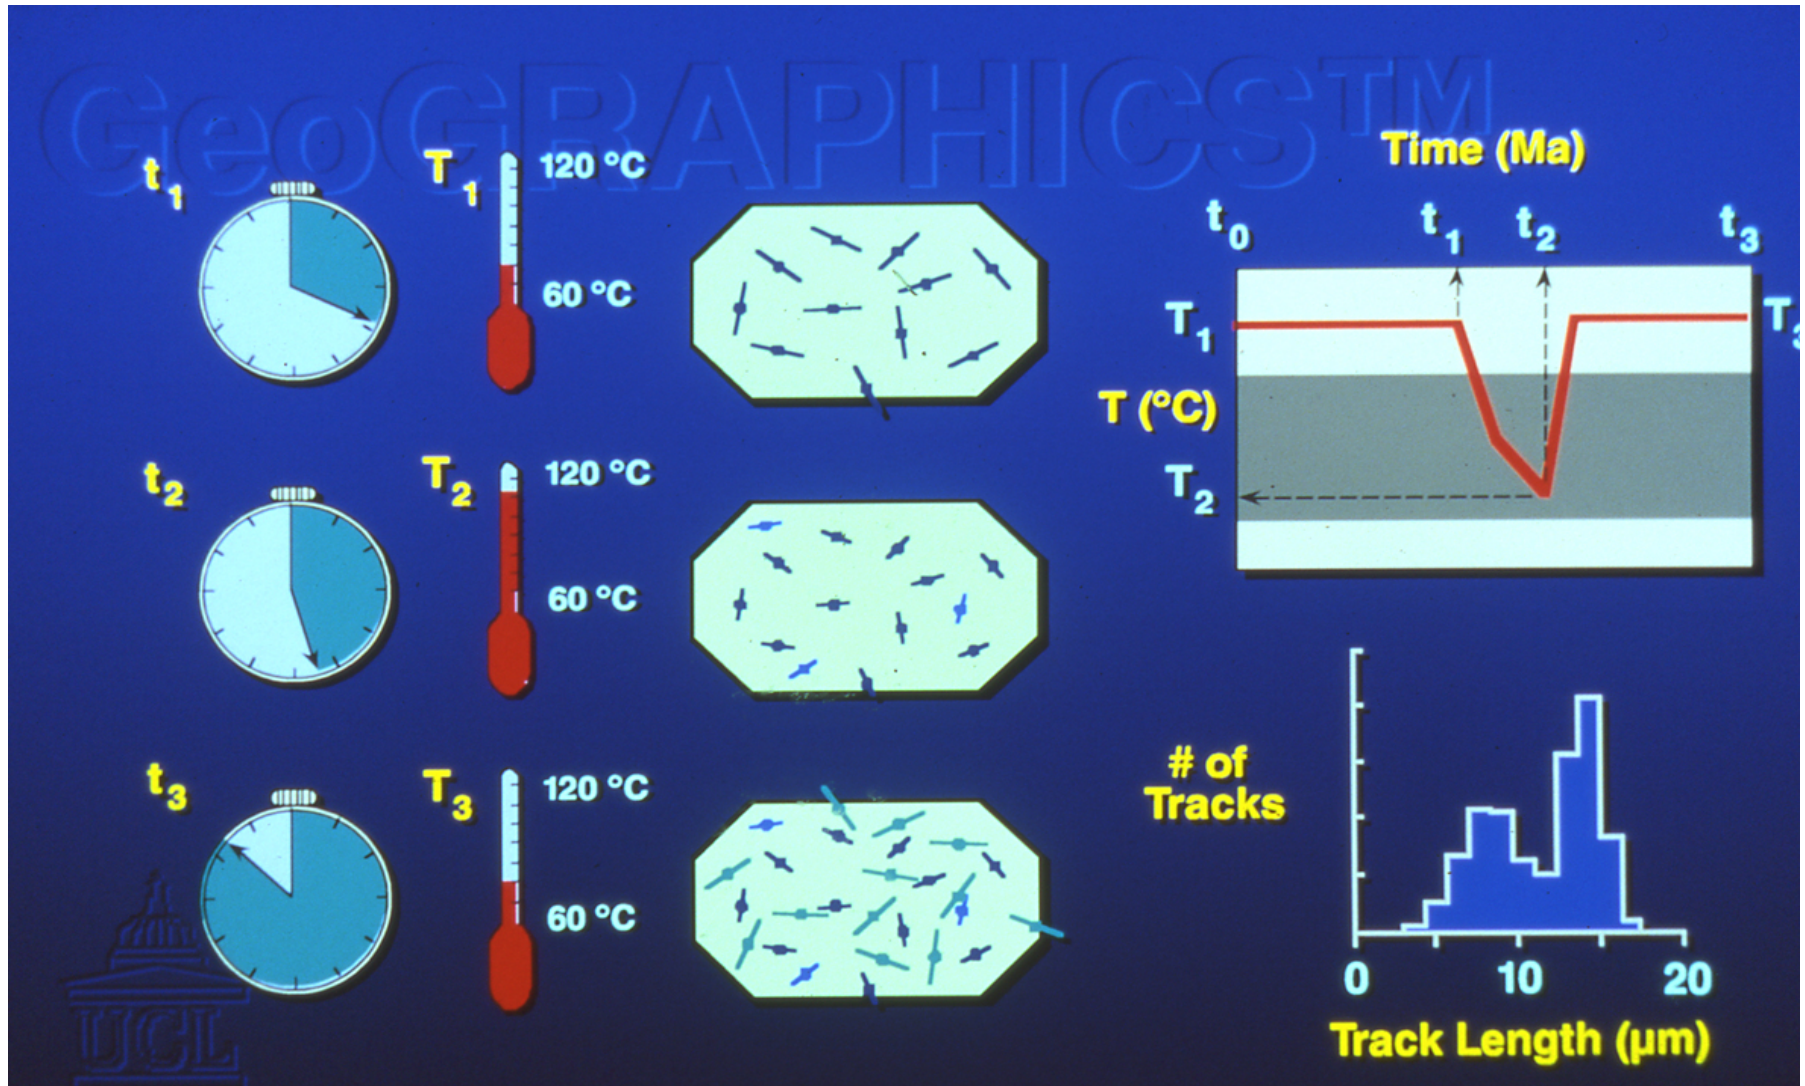 GeoGRAPHICS™
t1
T1
120 °C
60 °C
t2
T2
120 °C
60 °C
t3
T3
120 °C
60 °C
UCL
Time (Ma)
t0 t1 t2 t3
T1
T3
T (°C)
T2
# of
Tracks
0 10 20
Track Length (µm)